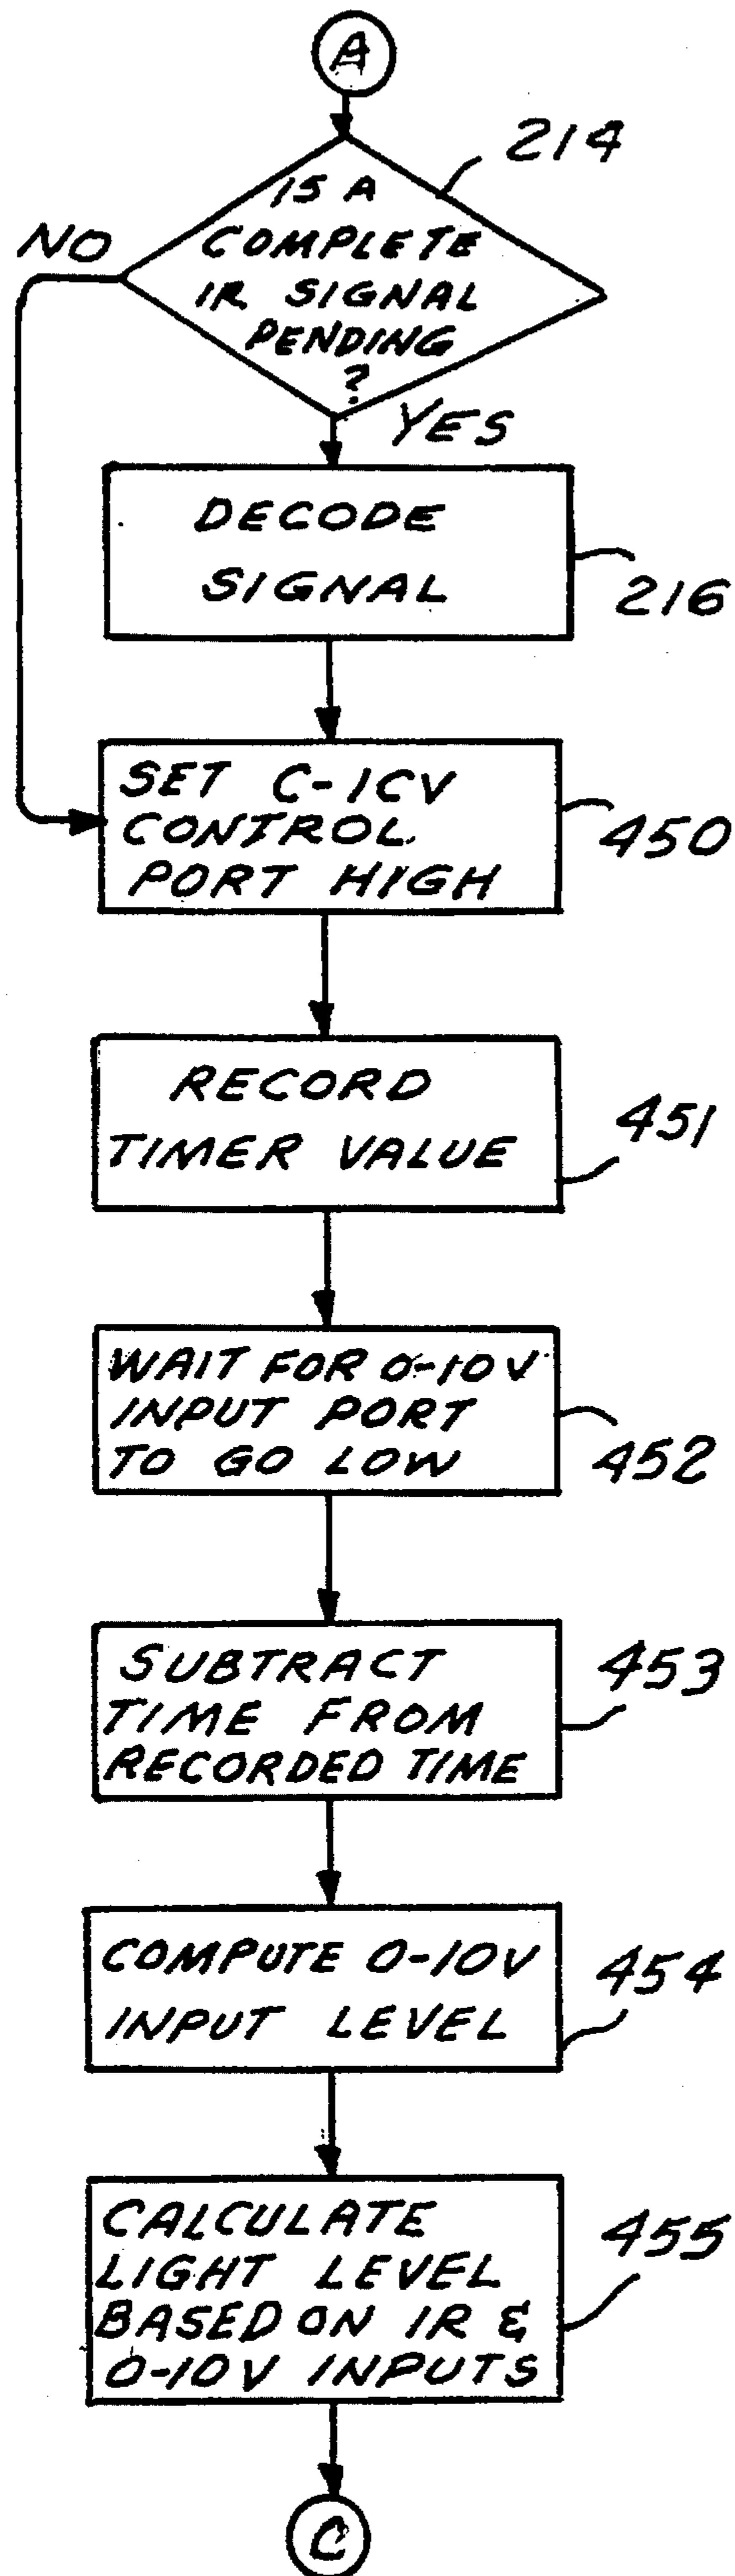 A
214
IS A
NO
COMPLETE
IR SIGNAL
PENDING
?
YES
DECODE
SIGNAL
216
SET C-1CV
CONTROL
PORT HIGH
450
RECORD
TIMER VALUE
451
WAIT FOR 0-10V
INPUT PORT
TO GO LOW
452
SUBTRACT
TIME FROM
RECORDED TIME
453
COMPUTE 0-10V
INPUT LEVEL
454
CALCULATE
LIGHT LEVEL
BASED ON IR &
0-10V INPUTS
455
C